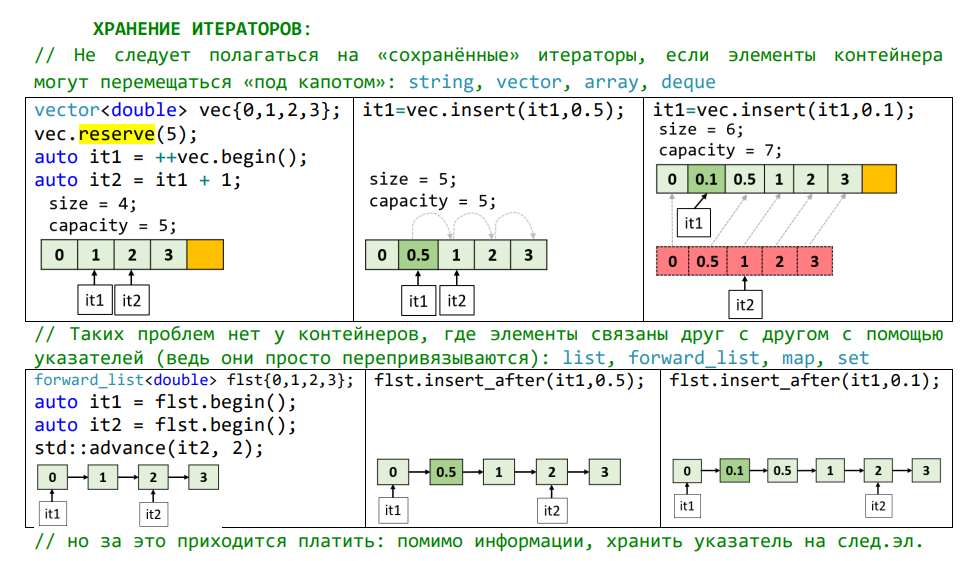 ХРАНЕНИЕ ИТЕРАТОРОВ:
// Не следует полагаться на «сохранённые» итераторы, если элементы контейнера
могут перемещаться «под капотом»: string, vector, array, deque
vector<double> vec{0,1,2,3};
vec.reserve(5);
auto it1 = ++vec.begin();
auto it2 = it1 + 1;
size = 4;
capacity = 5;
0 1 2 3
it1 it2
it1=vec.insert(it1,0.5);
size = 5;
capacity = 5;
0 0.5 1 2 3
it1 it2
it1=vec.insert(it1,0.1);
size = 6;
capacity = 7;
0 0.1 0.5 1 2 3
it1
0 0.5 1 2 3
it2
// Таких проблем нет у контейнеров, где элементы связаны друг с другом с помощью
указателей (ведь они просто перепривязываются): list, forward_list, map, set
forward_list<double> flst{0,1,2,3};
auto it1 = flst.begin();
auto it2 = flst.begin();
std::advance(it2, 2);
0 1 2 3
it1 it2
flst.insert_after(it1,0.5);
0 0.5 1 2 3
it1 it2
flst.insert_after(it1,0.1);
0 0.1 0.5 1 2 3
it1 it2
// но за это приходится платить: помимо информации, хранить указатель на след.эл.